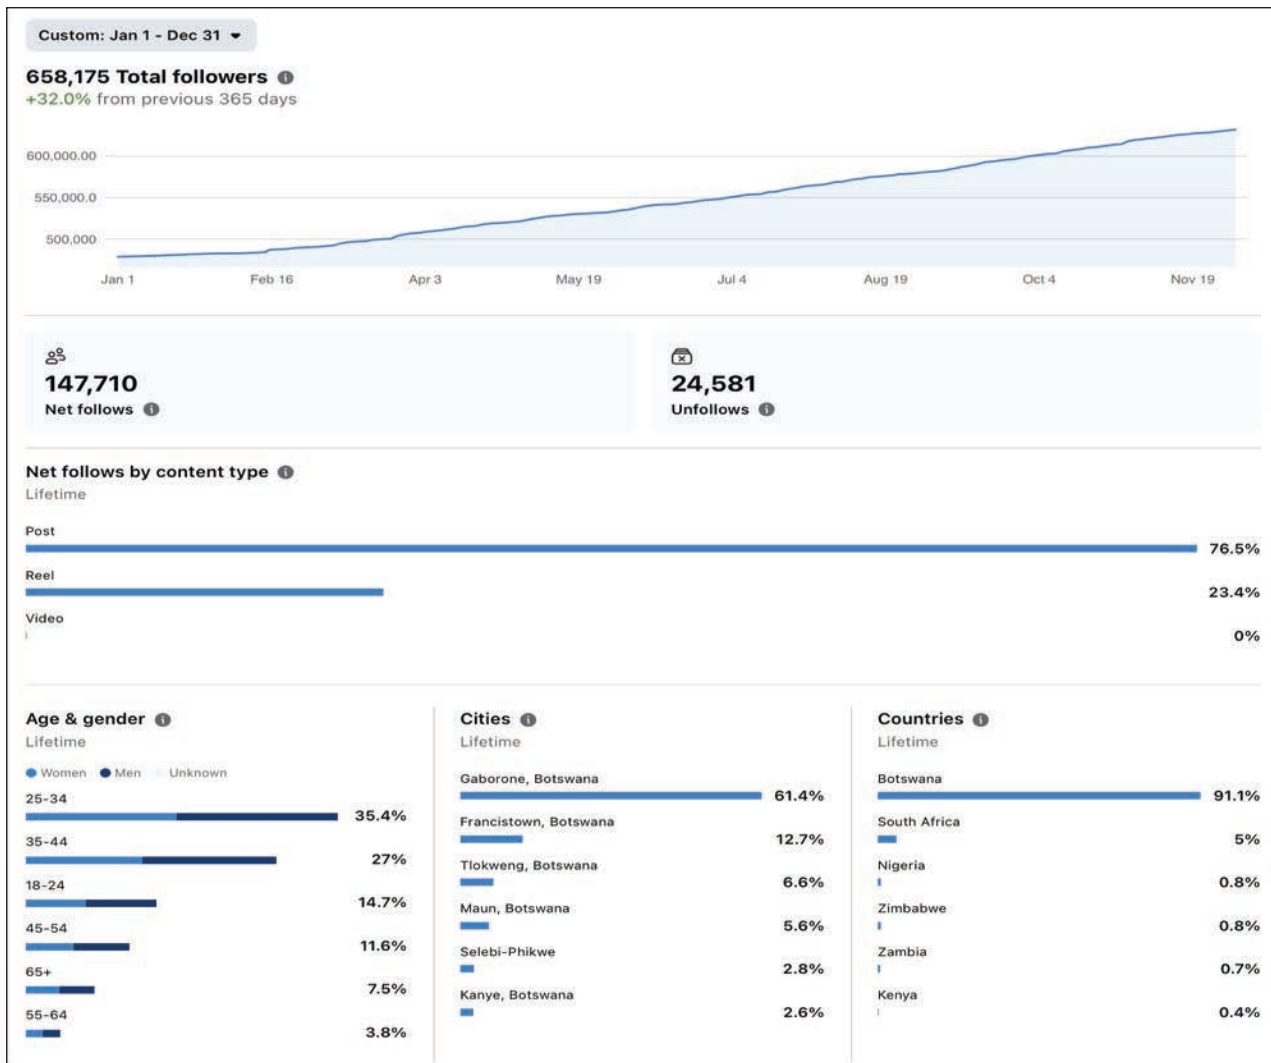 Custom: Jan 1 - Dec 31
658,175 Total followers
+32.0% from previous 365 days
600,000.00
550,000.0
500,000
Jan 1 Feb 16 Apr 3 May 19 Jul 4 Aug 19 Oct 4 Nov 19
147,710
Net follows
24,581
Unfollows
Net follows by content type
Lifetime
Post
76.5%
Reel
23.4%
Video
0%
Age & gender
Lifetime
Women Men Unknown
25-34
35.4%
35-44
27%
18-24
14.7%
45-54
11.6%
65+
7.5%
55-64
3.8%
Cities
Lifetime
Gaborone, Botswana
61.4%
Francistown, Botswana
12.7%
Tlokweng, Botswana
6.6%
Maun, Botswana
5.6%
Selebi-Phikwe
2.8%
Kanye, Botswana
2.6%
Countries
Lifetime
Botswana
91.1%
South Africa
5%
Nigeria
0.8%
Zimbabwe
0.8%
Zambia
0.7%
Kenya
0.4%